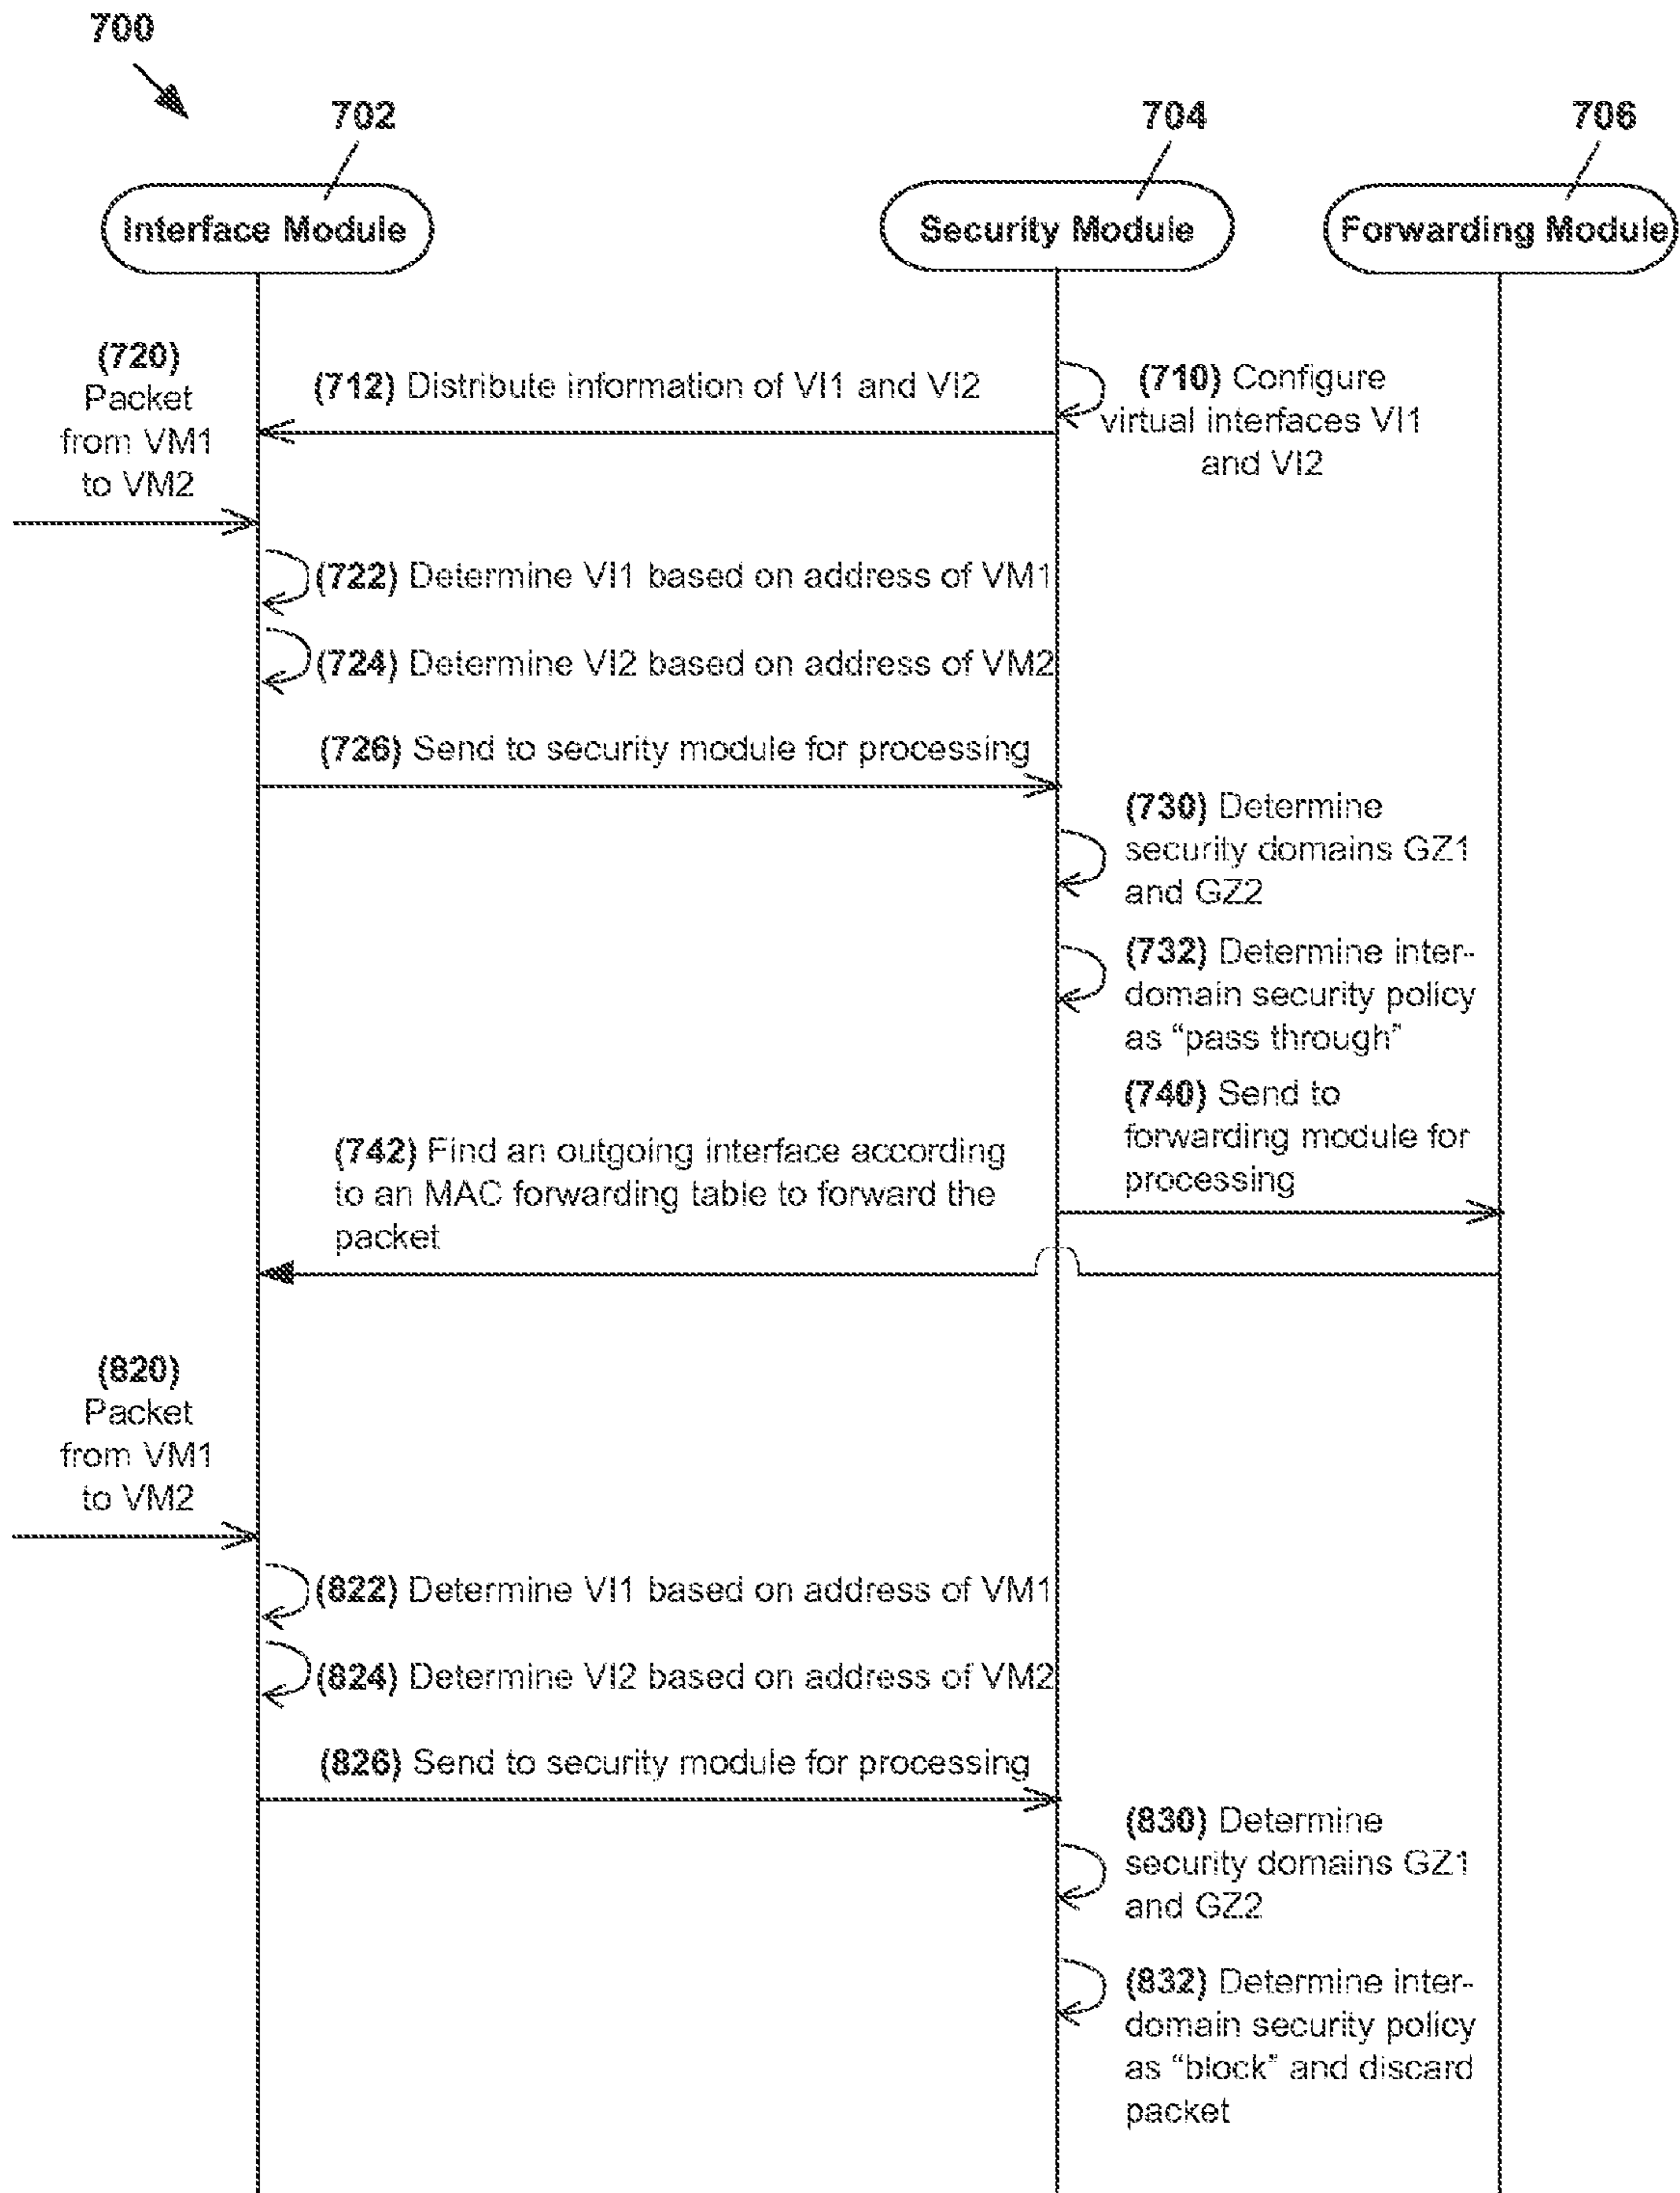 700
702
704
706
Interface Module
Security Module
Forwarding Module
(720)
Packet
from VM1
to VM2
(712) Distribute information of VI1 and VI2
(710) Configure
virtual interfaces VI1
and VI2
(722) Determine VI1 based on address of VM1
(724) Determine VI2 based on address of VM2
(726) Send to security module for processing
(730) Determine
security domains GZ1
and GZ2
(732) Determine inter-
domain security policy
as “pass through”
(740) Send to
forwarding module for
processing
(742) Find an outgoing interface according
to an MAC forwarding table to forward the
packet
(820)
Packet
from VM1
to VM2
(822) Determine VI1 based on address of VM1
(824) Determine VI2 based on address of VM2
(826) Send to security module for processing
(830) Determine
security domains GZ1
and GZ2
(832) Determine inter-
domain security policy
as “block” and discard
packet